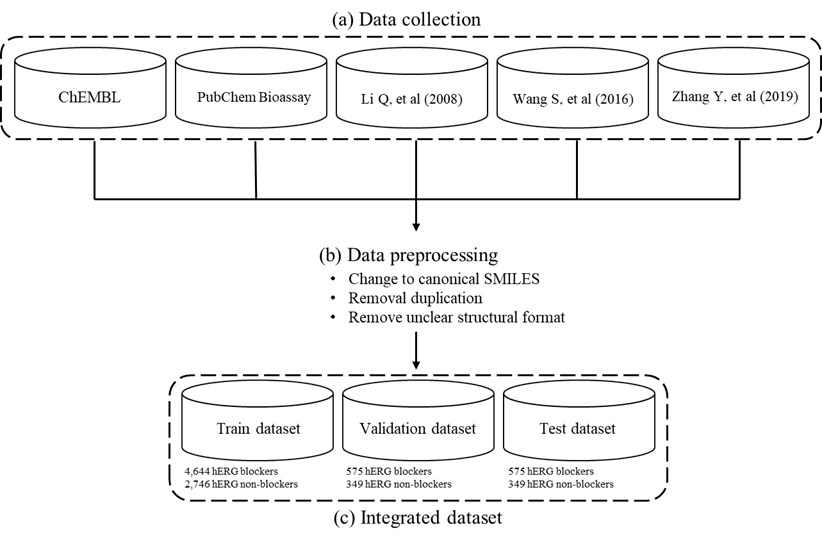 (a) Data collection
ChEMBL
PubChem Bioassay
Li Q, et al (2008)
Wang S, et al (2016)
Zhang Y, et al (2019)
(b) Data preprocessing
• Change to canonical SMILES
• Removal duplication
• Remove unclear structural format
Train dataset
Validation dataset
Test dataset
4,644 hERG blockers
2,746 hERG non-blockers
575 hERG blockers
349 hERG non-blockers
575 hERG blockers
349 hERG non-blockers
(c) Integrated dataset